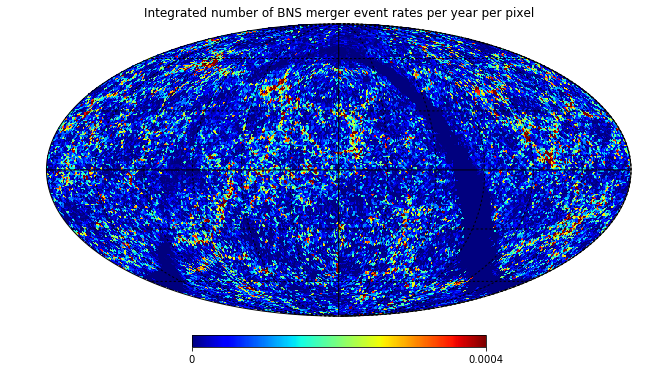 Integrated number of BNS merger event rates per year per pixel
0
0.0004